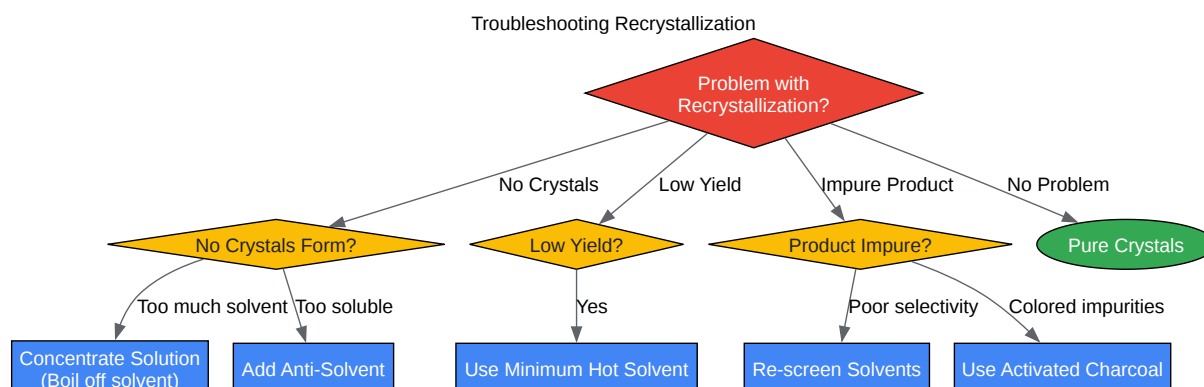 Troubleshooting Recrystallization
Problem with
Recrystallization?
No Crystals
Low Yield
Impure Product
No Problem
No Crystals Form?
Low Yield?
Product Impure?
Pure Crystals
Too much solvent
Too soluble
Yes
Poor selectivity
Colored impurities
Concentrate Solution
(Boil off solvent)
Add Anti-Solvent
Use Minimum Hot Solvent
Re-screen Solvents
Use Activated Charcoal